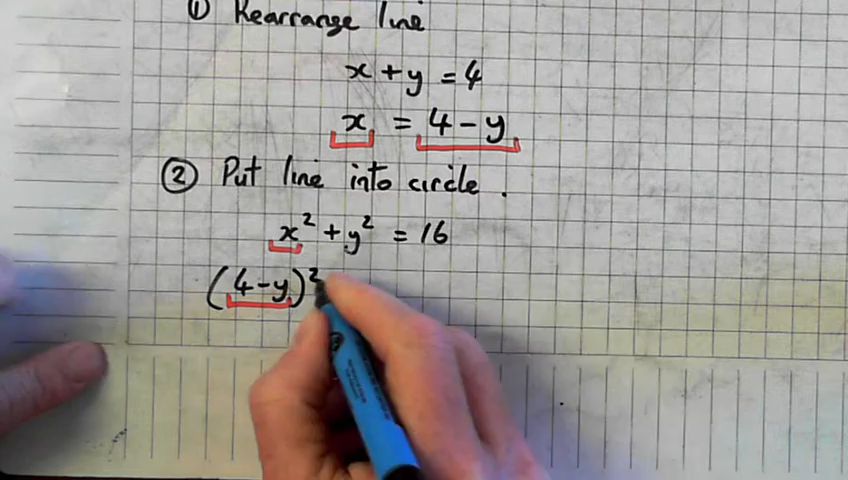 ① Rearrange line
x + y = 4
x = 4 - y
② Put line into circle.
x² + y² = 16
(4-y)²